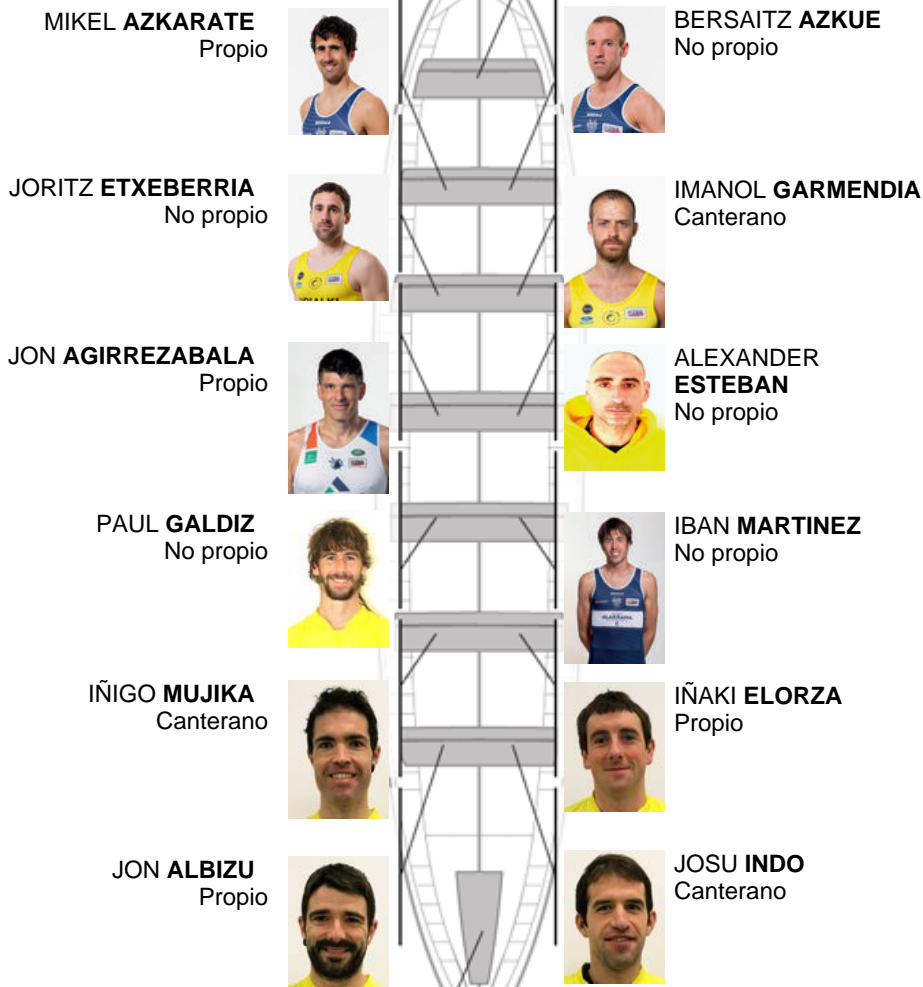 MIKEL AZKARATE
Propio
BERSAITZ AZKUE
No propio
JORITZ ETXEBERRIA
No propio
IMANOL GARMENDIA
Canterano
JON AGIRREZABALA
Propio
ALEXANDER
ESTEBAN
No propio
PAUL GALDIZ
No propio
IBAN MARTINEZ
No propio
IÑIGO MUJIKA
Canterano
IÑAKI ELORZA
Propio
JON ALBIZU
Propio
JOSU INDO
Canterano